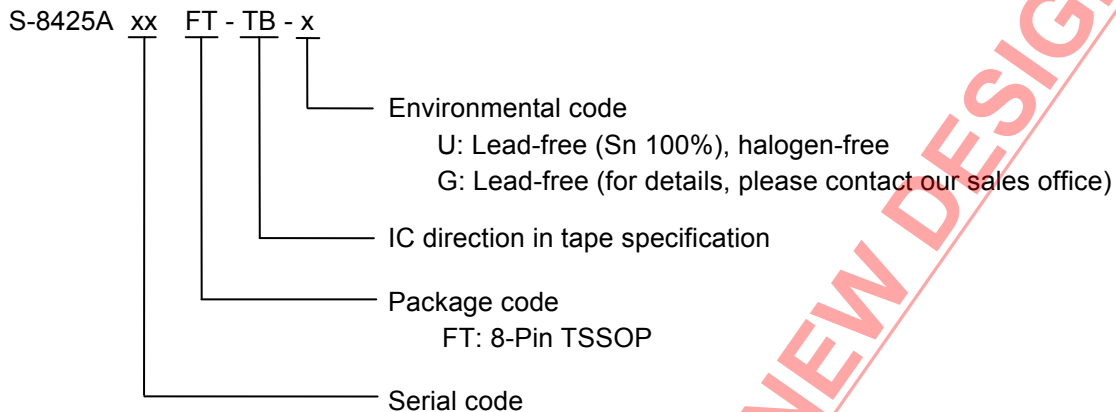 S-8425A xx FT - TB - x
Environmental code
U: Lead-free (Sn 100%), halogen-free
G: Lead-free (for details, please contact our sales office)
IC direction in tape specification
Package code
FT: 8-Pin TSSOP
Serial code
NEW DESIG